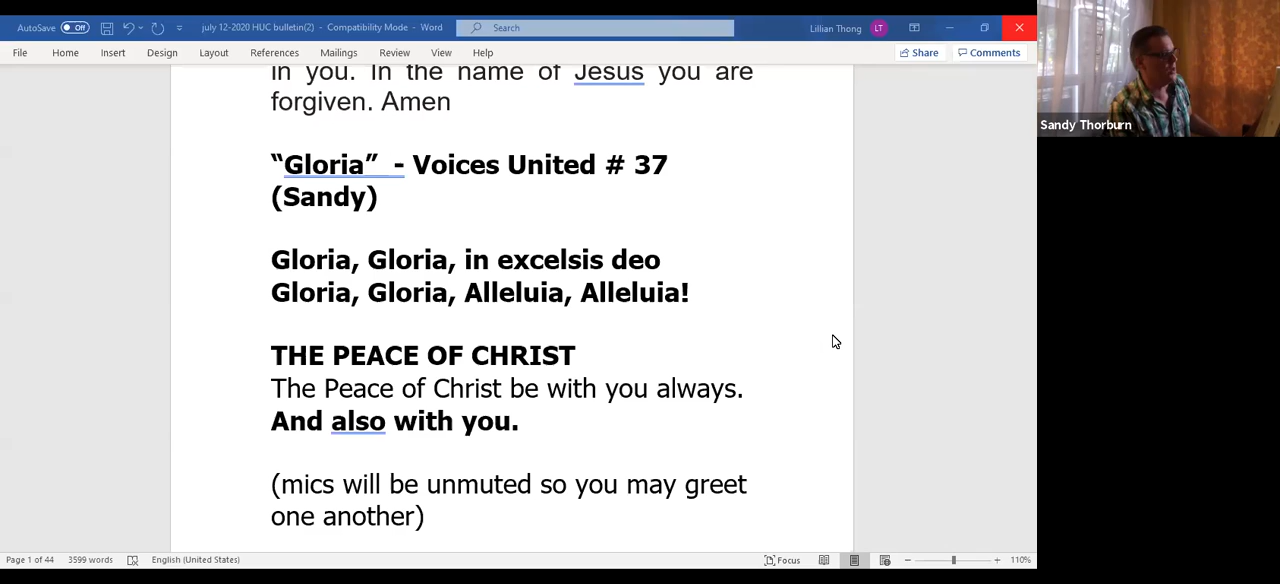 AutoSave Off july 12-2020 HUC bulletin(2) - Compatibility Mode - Word Search Lillian Thong LT
File Home Insert Design Layout References Mailings Review View Help Share Comments
in you. In the name of Jesus you are
forgiven. Amen
“Gloria” - Voices United # 37
(Sandy)
Gloria, Gloria, in excelsis deo
Gloria, Gloria, Alleluia, Alleluia!
THE PEACE OF CHRIST
The Peace of Christ be with you always.
And also with you.
(mics will be unmuted so you may greet
one another)
Page 1 of 44 3599 words English (United States) Focus 110%
Sandy Thorburn